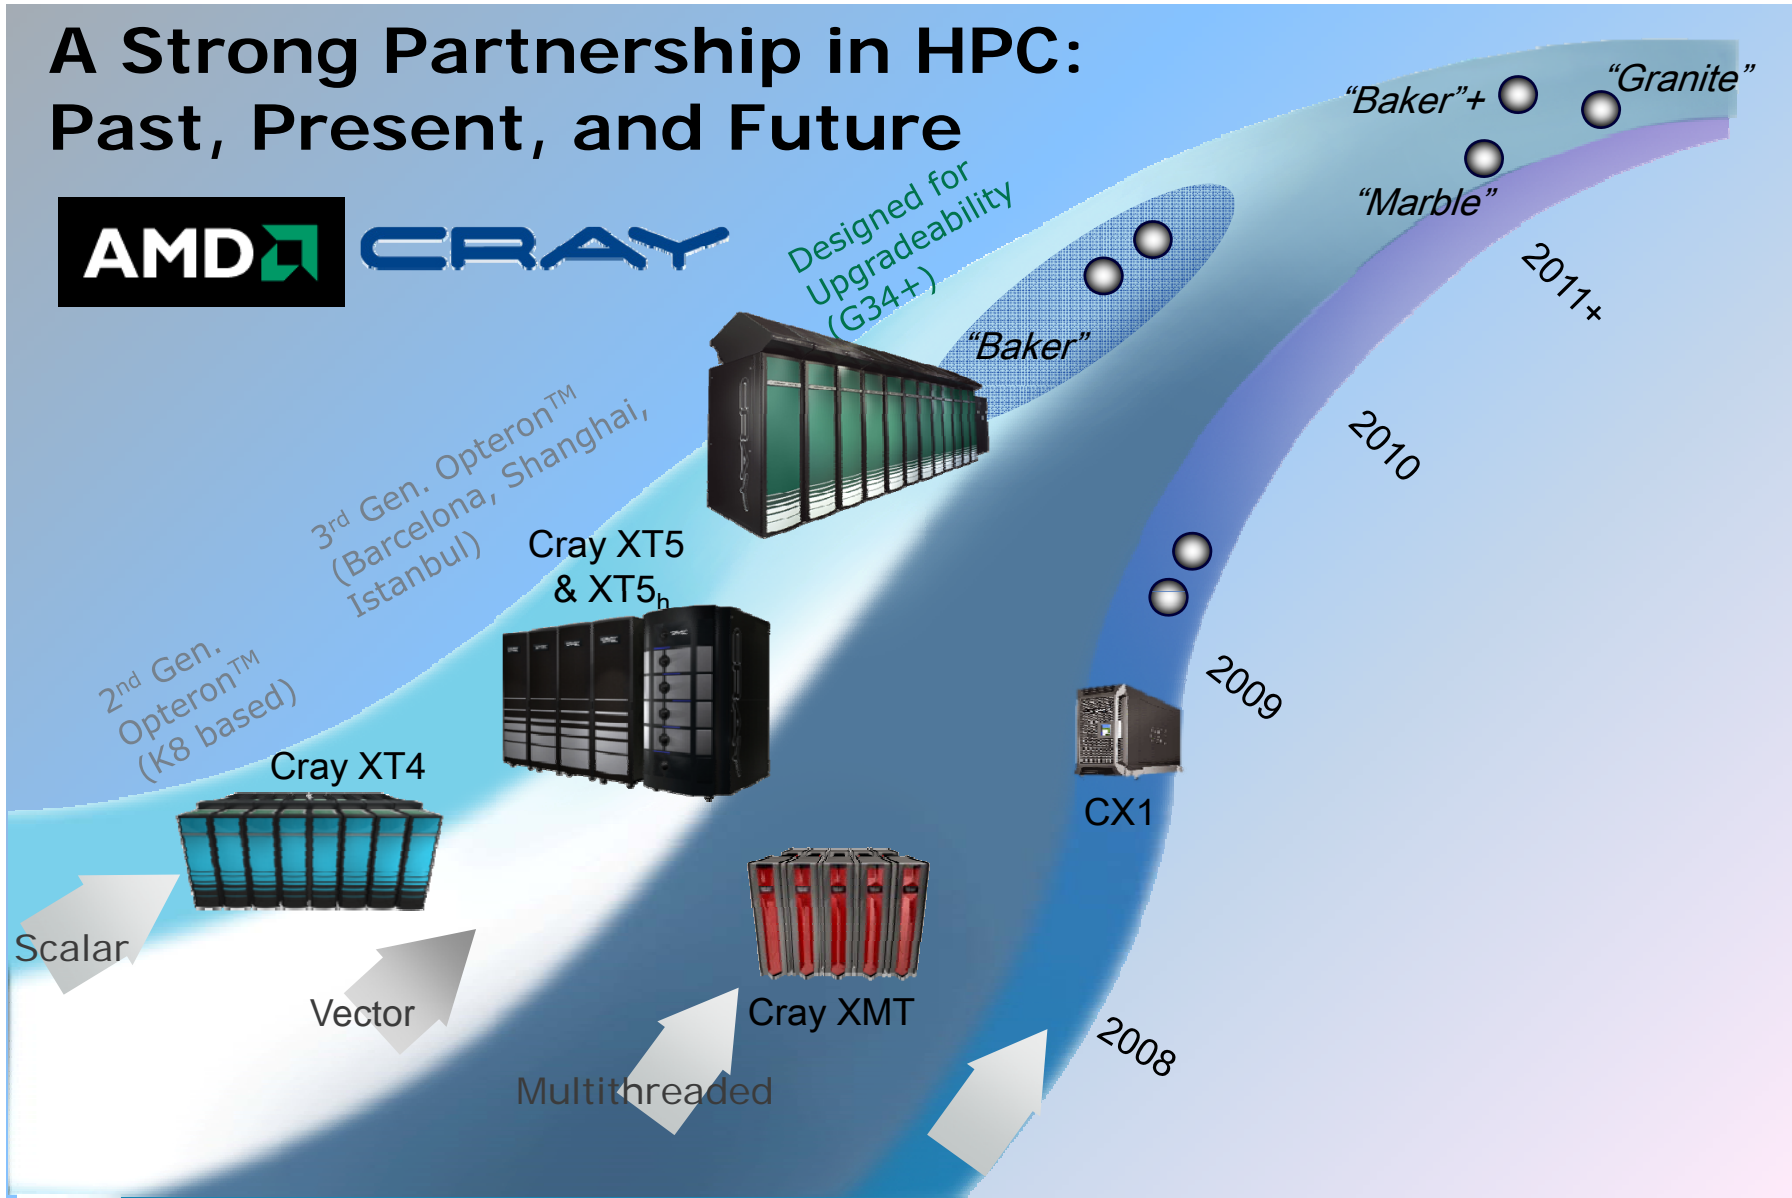 A Strong Partnership in HPC:
Past, Present, and Future
AMD
CRAY
"Granite"
"Baker"+
"Marble"
Designed for
Upgradeability
(G34+)
"Baker"
2011+
2010
3rd Gen. Opteron™
(Barcelona, Shanghai,
Istanbul)
Cray XT5
& XT5h
2nd Gen.
Opteron™
(K8 based)
2009
Cray XT4
CX1
Scalar
Vector
Cray XMT
2008
Multithreaded